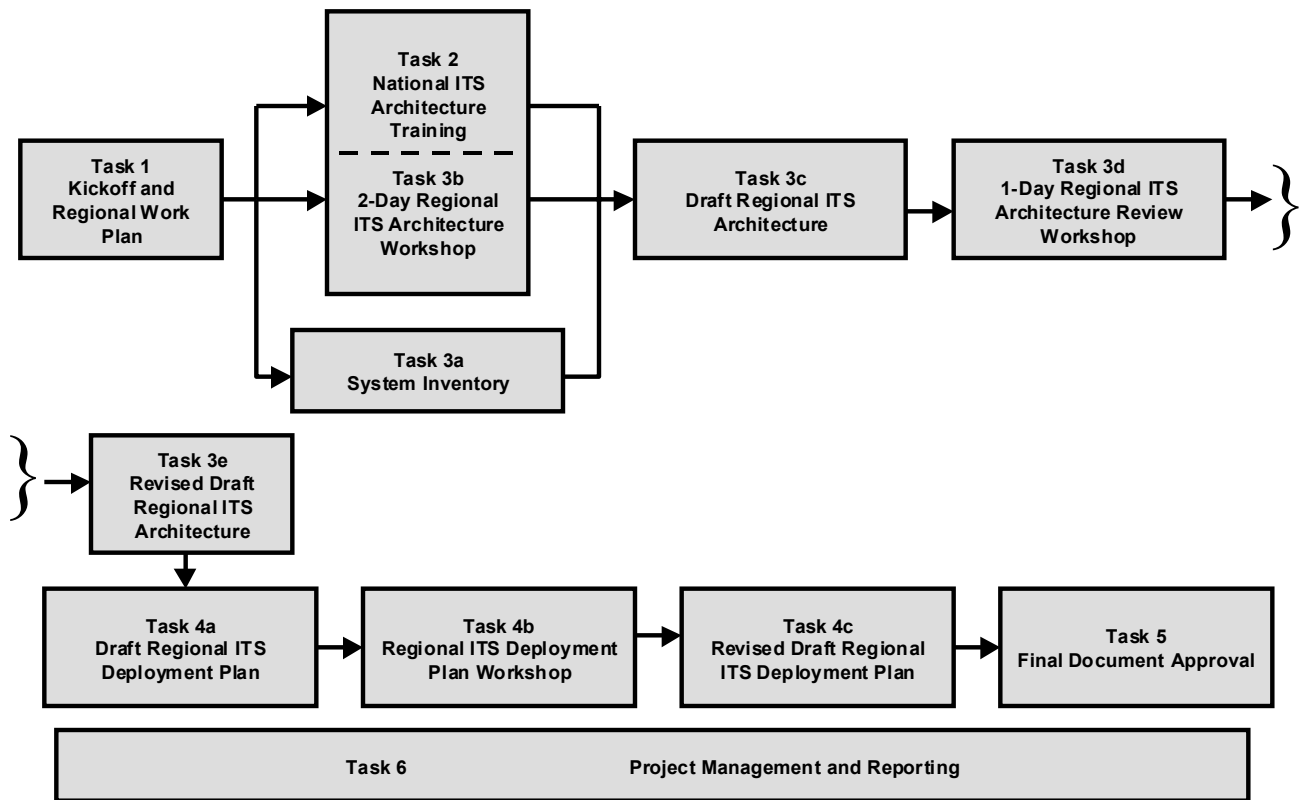 Task 1
Kickoff and
Regional Work
Plan
Task 2
National ITS
Architecture
Training
Task 3b
2-Day Regional
ITS Architecture
Workshop
Task 3a
System Inventory
Task 3c
Draft Regional ITS
Architecture
Task 3d
1-Day Regional ITS
Architecture Review
Workshop
}
}
Task 3e
Revised Draft
Regional ITS
Architecture
Task 4a
Draft Regional ITS
Deployment Plan
Task 4b
Regional ITS Deployment
Plan Workshop
Task 4c
Revised Draft Regional
ITS Deployment Plan
Task 5
Final Document Approval
Task 6 Project Management and Reporting